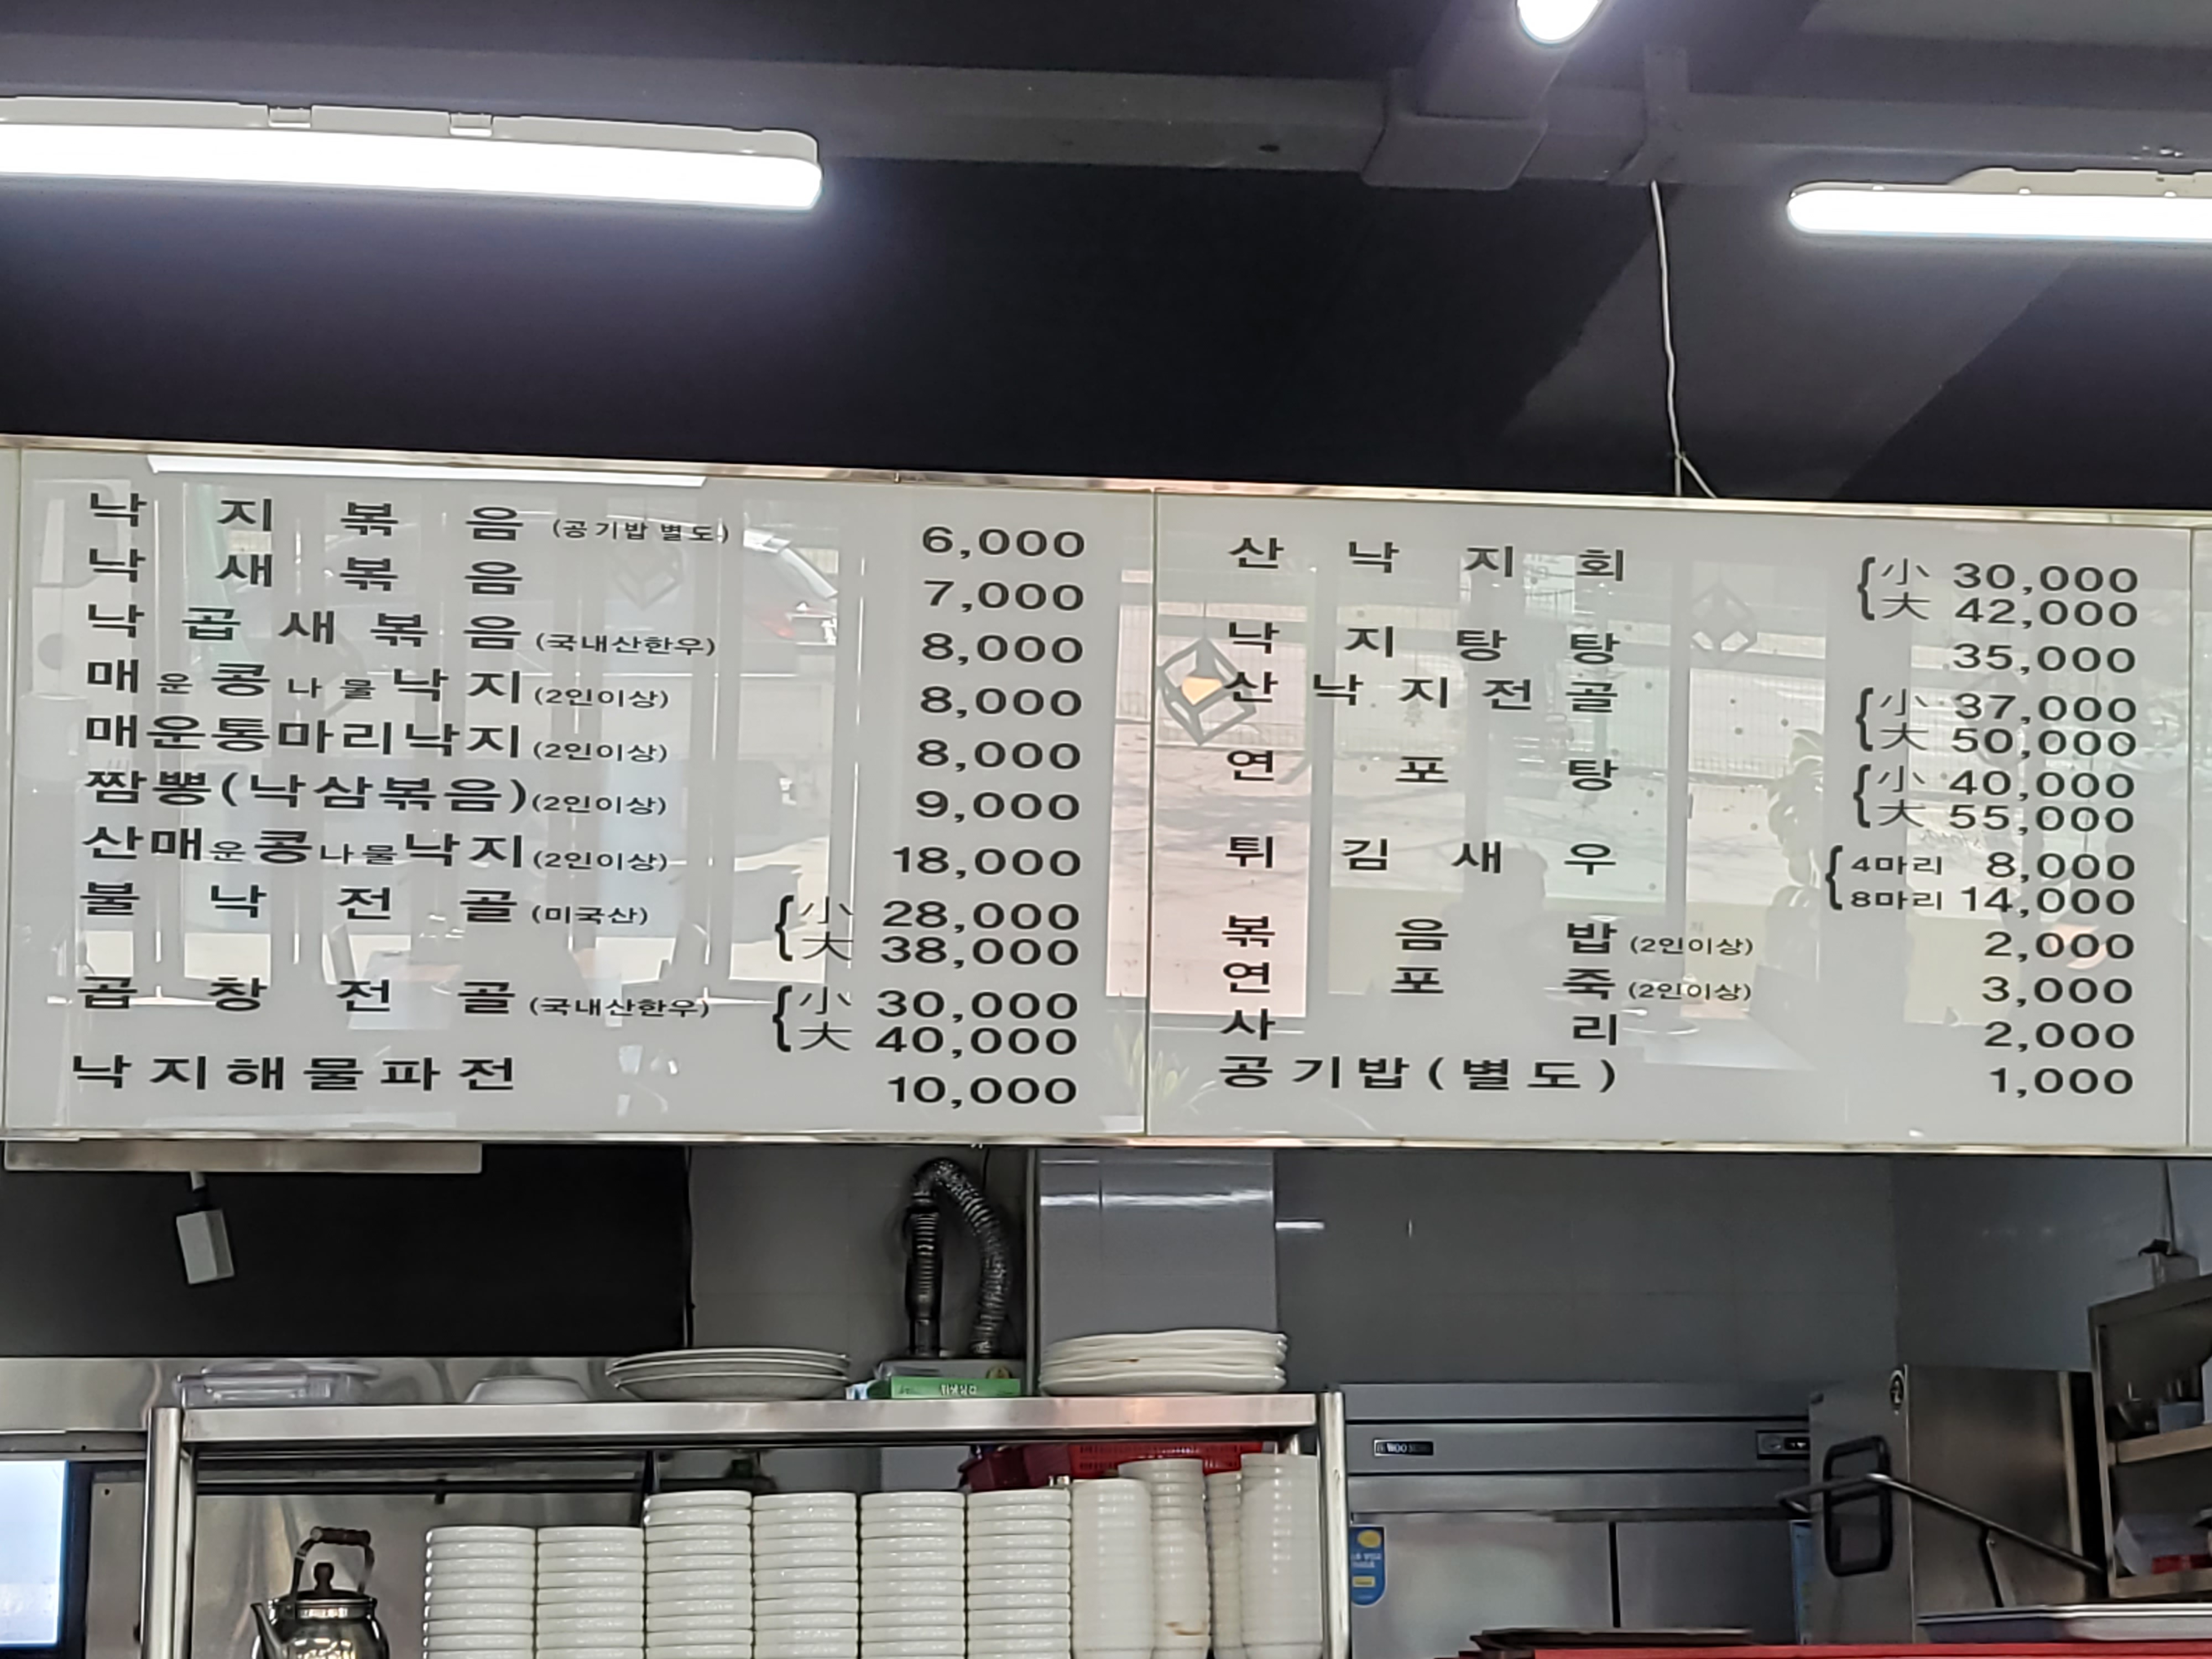 낙지볶음 (공기밥 별도) 6,000
낙새볶음 7,000
낙곱새볶음 (국내산한우) 8,000
매운콩나물낙지 (2인이상) 8,000
매운통마리낙지 (2인이상) 8,000
짬뽕(낙삼볶음) (2인이상) 9,000
산매운콩나물낙지 (2인이상) 18,000
불낙전골 (미국산) { 小 28,000
大 38,000
곱창전골 (국내산한우) { 小 30,000
大 40,000
낙지해물파전 10,000
산낙지회 { 小 30,000
大 42,000
낙지탕탕 35,000
산낙지전골 { 小 37,000
大 50,000
연포탕 { 小 40,000
大 55,000
튀김새우 { 4마리 8,000
8마리 14,000
볶음밥 (2인이상) 2,000
연포죽 (2인이상) 3,000
사리 2,000
공기밥(별도) 1,000